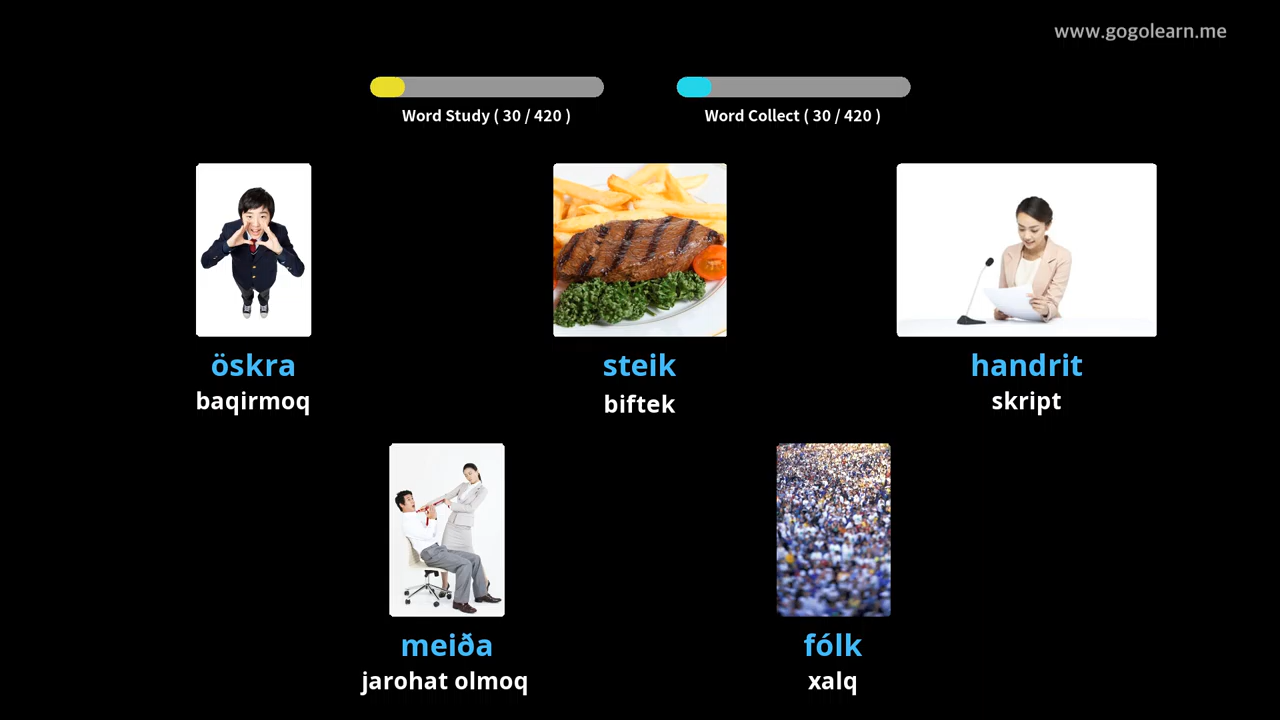 www.gogolearn.me
Word Study ( 30 / 420 )
Word Collect ( 30 / 420 )
öskra
baqirmoq
steik
biftek
handrit
skript
meiða
jarohat olmoq
fólk
xalq